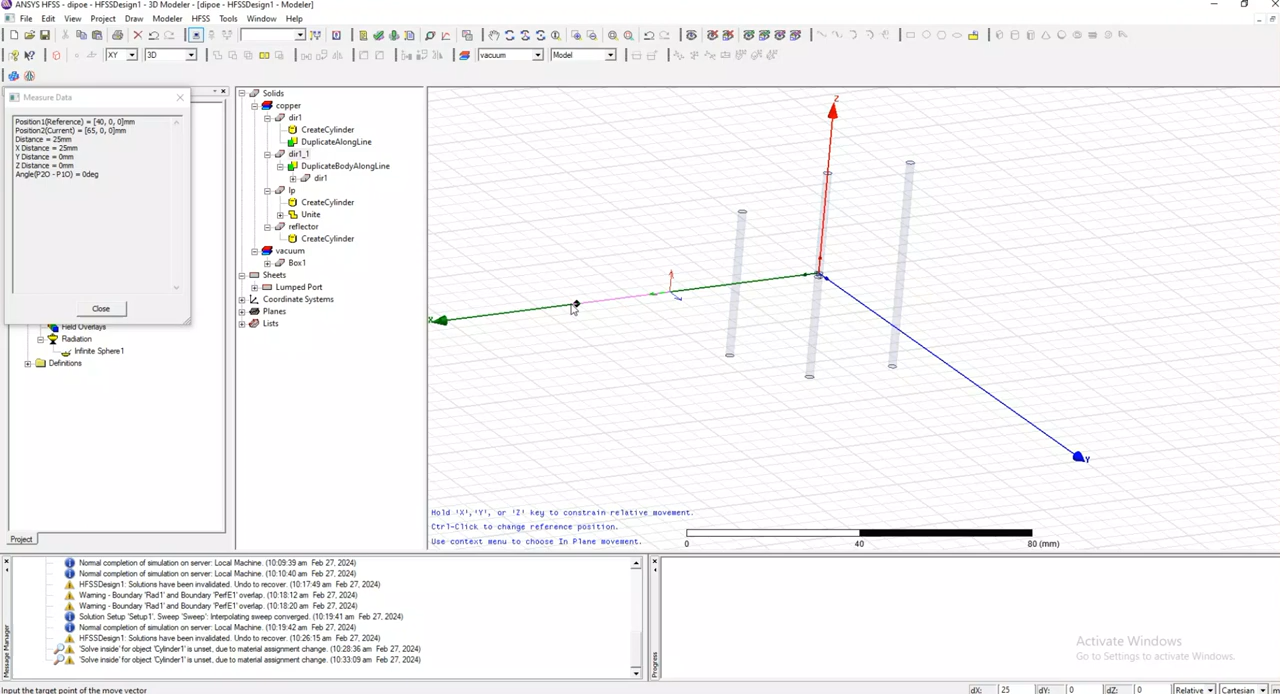 ANSYS HFSS - dipoe - HFSSDesign1 - 3D Modeler - [dipoe - HFSSDesign1 - Modeler]
File Edit View Project Draw Modeler HFSS Tools Window Help
XY 3D vacuum Model
Measure Data
Position1(Reference) = [40, 0, 0]mm
Position2(Current) = [65, 0, 0]mm
Distance = 25mm
X Distance = 25mm
Y Distance = 0mm
Z Distance = 0mm
Angle(P2O - P1O) = 0deg
Close
Field Overlays
Radiation
Infinite Sphere1
Definitions
Project
Solids
copper
dir1
CreateCylinder
DuplicateAlongLine
dir1_1
DuplicateBodyAlongLine
dir1
lp
CreateCylinder
Unite
reflector
CreateCylinder
vacuum
Box1
Sheets
Lumped Port
Coordinate Systems
Planes
Lists
Z
X
Y
Hold 'X','Y', or 'Z' key to constrain relative movement.
Ctrl-Click to change reference position.
Use context menu to choose In Plane movement.
0 40 80 (mm)
Message Manager
Normal completion of simulation on server: Local Machine. (10:09:39 am Feb 27, 2024)
Normal completion of simulation on server: Local Machine. (10:10:40 am Feb 27, 2024)
HFSSDesign1: Solutions have been invalidated. Undo to recover. (10:17:49 am Feb 27, 2024)
Warning - Boundary 'Rad1' and Boundary 'PerfE1' overlap. (10:18:12 am Feb 27, 2024)
Warning - Boundary 'Rad1' and Boundary 'PerfE1' overlap. (10:18:20 am Feb 27, 2024)
Solution Setup 'Setup1', Sweep 'Sweep': Interpolating sweep converged. (10:19:41 am Feb 27, 2024)
Normal completion of simulation on server: Local Machine. (10:19:42 am Feb 27, 2024)
HFSSDesign1: Solutions have been invalidated. Undo to recover. (10:26:15 am Feb 27, 2024)
'Solve inside' for object 'Cylinder1' is unset, due to material assignment change. (10:28:36 am Feb 27, 2024)
'Solve inside' for object 'Cylinder1' is unset, due to material assignment change. (10:33:09 am Feb 27, 2024)
Progress
Activate Windows
Go to Settings to activate Windows.
Input the target point of the move vector
dX: 25 dY: 0 dZ: 0 Relative Cartesian